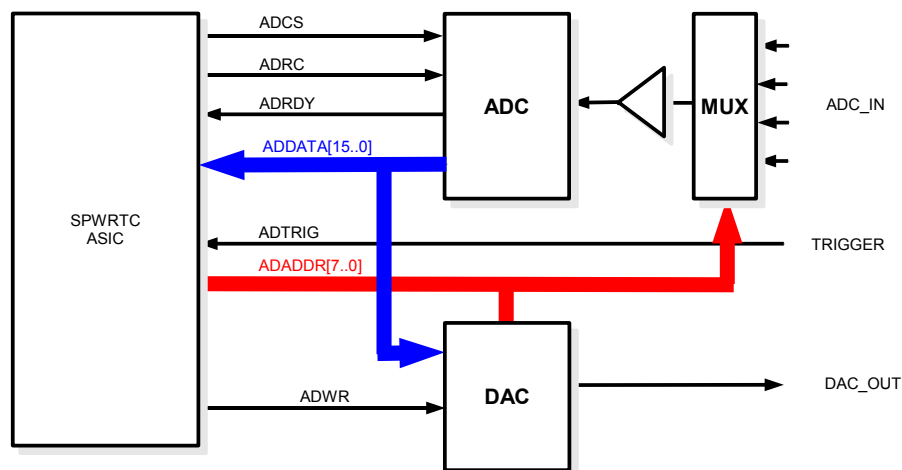 ADCS
ADRC
ADRDY
ADDATA[15..0]
ADC
MUX
ADC_IN
SPWRTC
ASIC
ADTRIG
TRIGGER
ADADDR[7..0]
ADWR
DAC
DAC_OUT